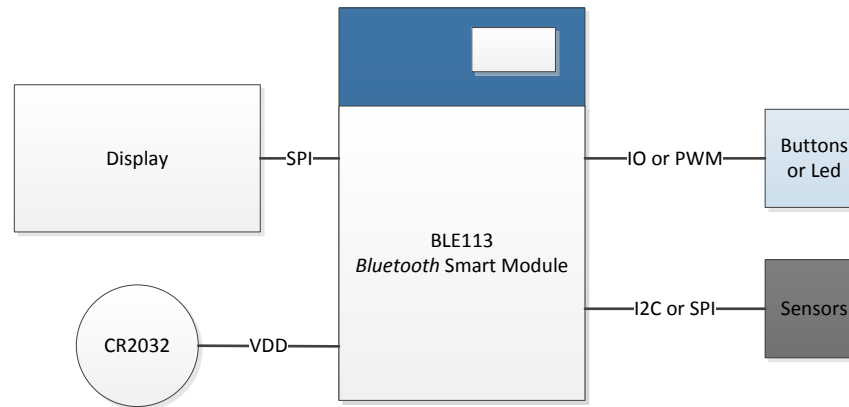 Display
SPI
BLE113
Bluetooth Smart Module
IO or PWM
Buttons
or Led
I2C or SPI
Sensors
CR2032
VDD